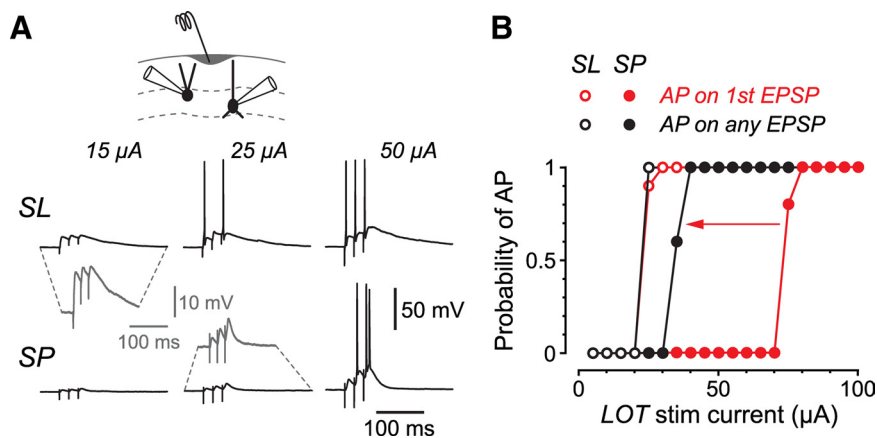 A
15 µA
25 µA
50 µA
SL
10 mV
100 ms
50 mV
SP
100 ms
B
SL SP
AP on 1st EPSP
AP on any EPSP
Probability of AP
1
0.5
0
0
50
100
LOT stim current (µA)